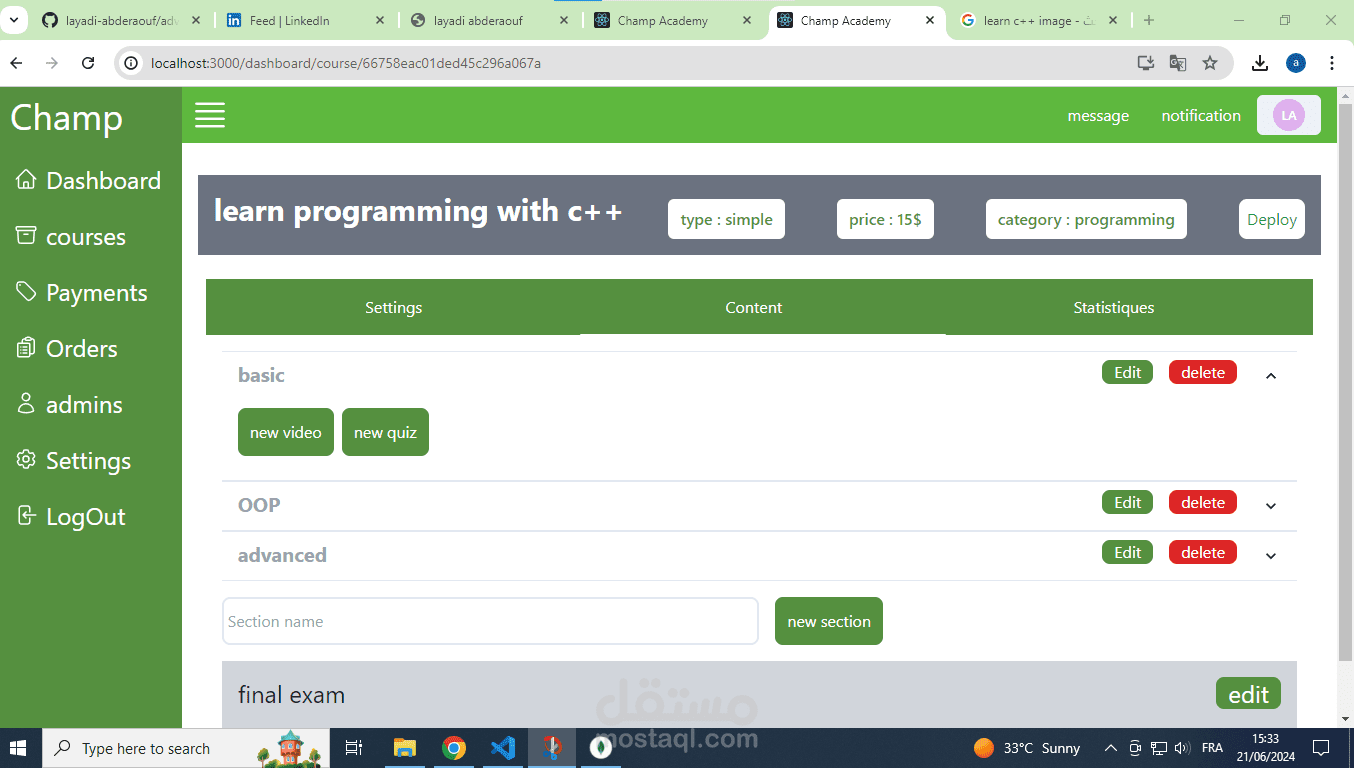 layadi-abderaouf/adv
Feed | LinkedIn
layadi abderaouf
Champ Academy
Champ Academy
learn c++ image -
localhost:3000/dashboard/course/66758eac01ded45c296a067a
a
Champ
message
notification
LA
Dashboard
courses
Payments
Orders
admins
Settings
LogOut
learn programming with c++
type : simple
price : 15$
category : programming
Deploy
Settings
Content
Statistiques
basic
Edit
delete
new video
new quiz
OOP
Edit
delete
advanced
Edit
delete
Section name
new section
final exam
edit
مستقل
mostaql.com
Type here to search
33°C Sunny
FRA
15:33
21/06/2024